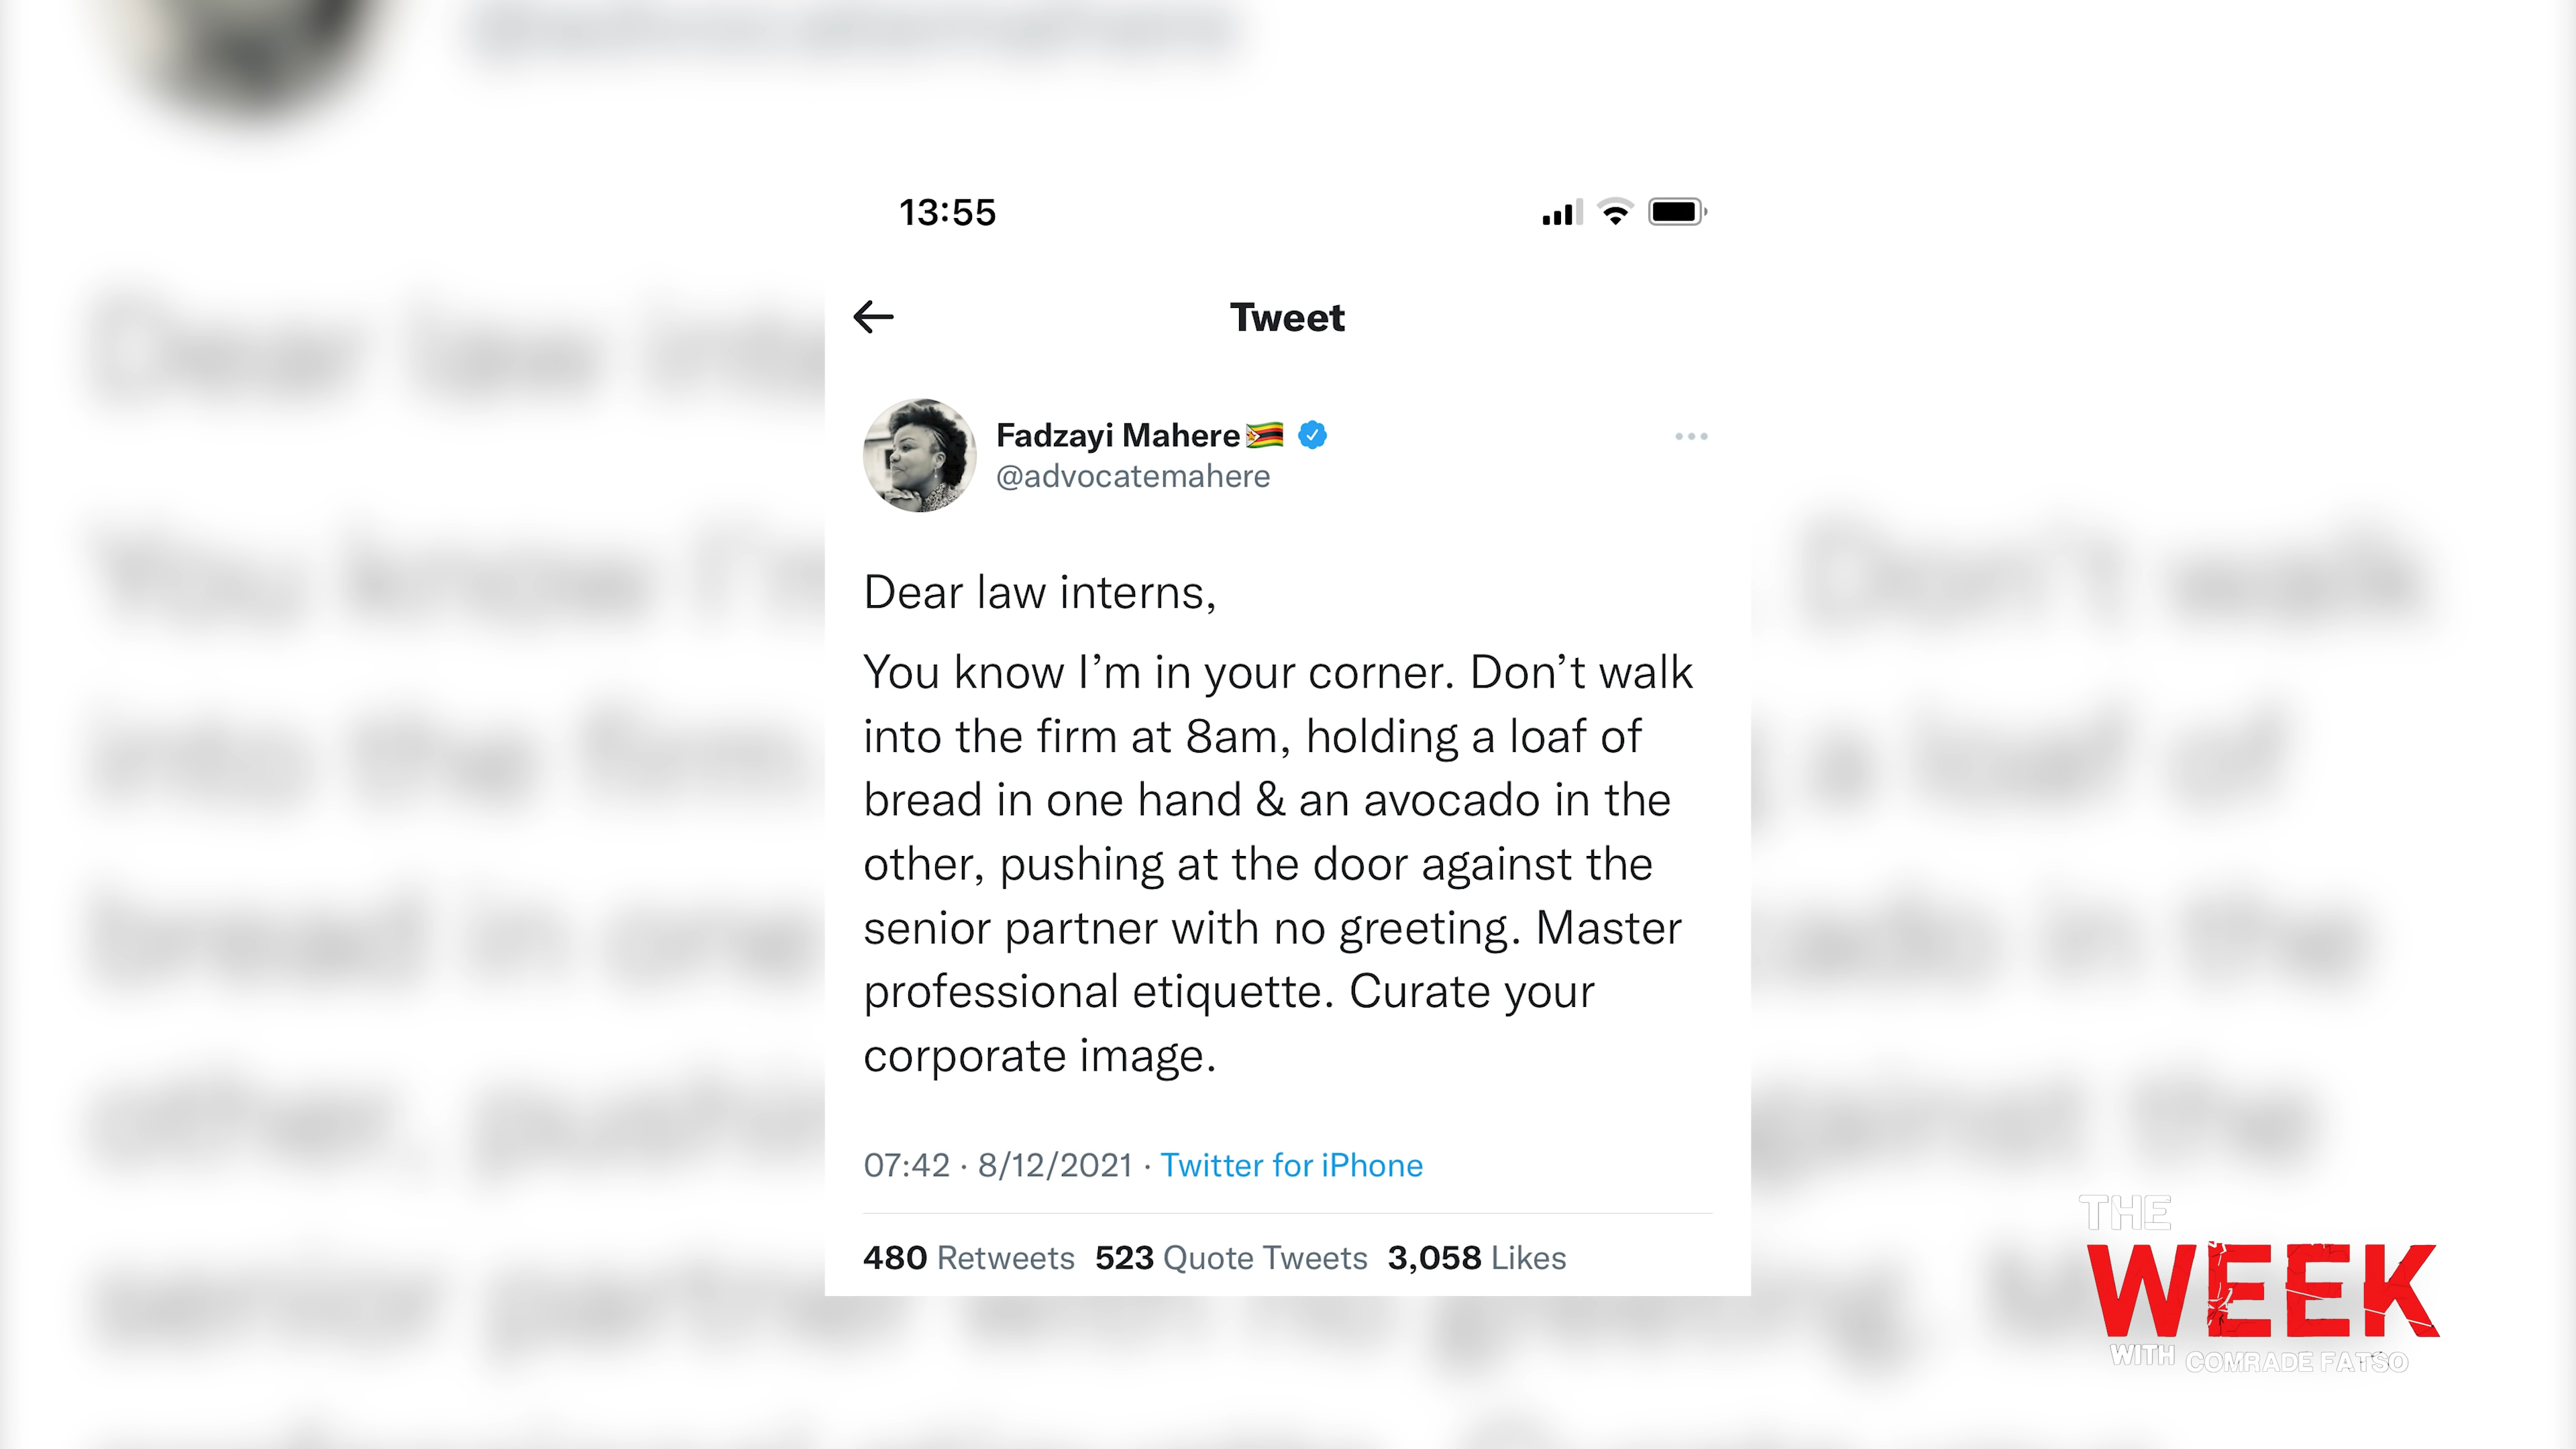 13:55
Tweet
Fadzayi Mahere🇿🇼
@advocatemahere
Dear law interns,
You know I’m in your corner. Don’t walk
into the firm at 8am, holding a loaf of
bread in one hand & an avocado in the
other, pushing at the door against the
senior partner with no greeting. Master
professional etiquette. Curate your
corporate image.
07:42 · 8/12/2021 · Twitter for iPhone
480 Retweets 523 Quote Tweets 3,058 Likes
THE
WEEK
WITH COMRADE FATSO